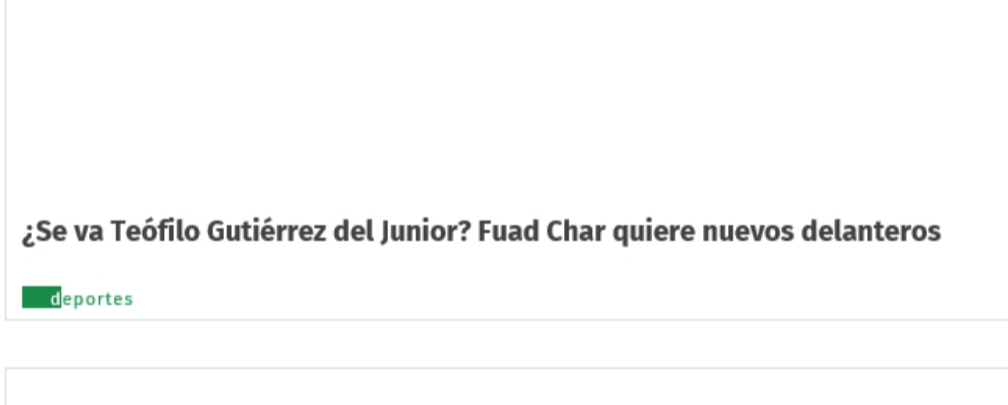 ¿Se va Teófilo Gutiérrez del Junior? Fuad Char quiere nuevos delanteros
deportes